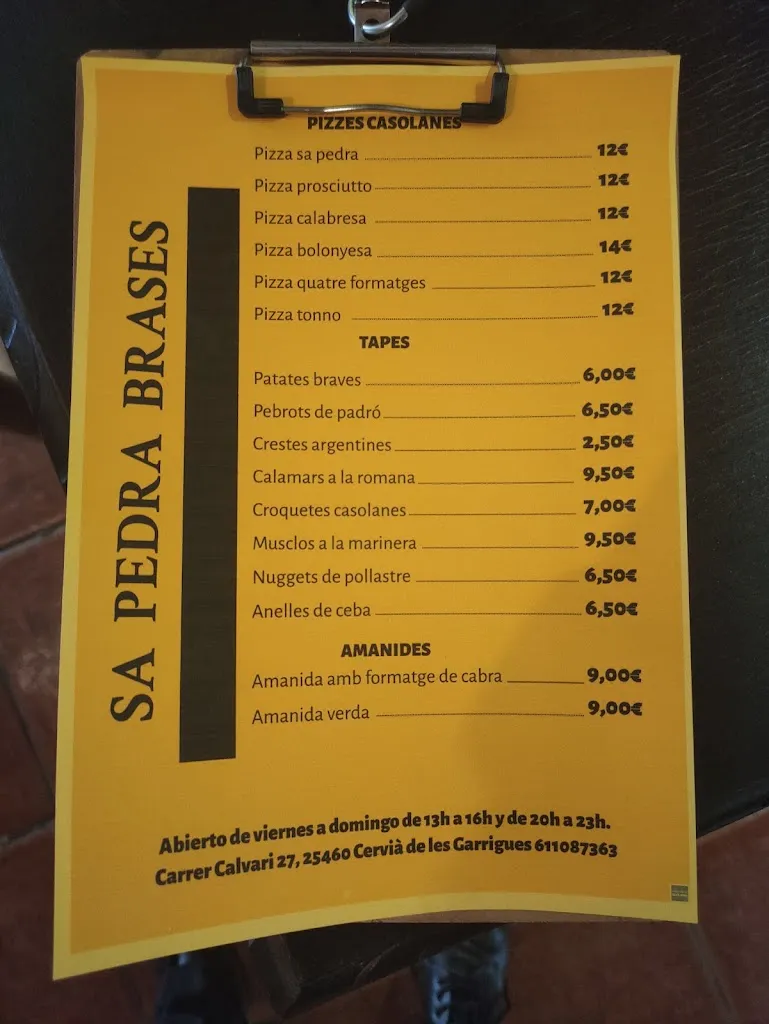 PIZZES CASOLANES
Pizza sa pedra 12€
Pizza prosciutto 12€
Pizza calabresa 12€
Pizza bolonyesa 14€
Pizza quatre formatges 12€
Pizza tonno 12€
TAPES
Patates braves 6,00€
Pebrots de padró 6,50€
Crestes argentines 2,50€
Calamars a la romana 9,50€
Croquetes casolanes 7,00€
Musclos a la marinera 9,50€
Nuggets de pollastre 6,50€
Anelles de ceba 6,50€
AMANIDES
Amanida amb formatge de cabra 9,00€
Amanida verda 9,00€
SA PEDRA BRASES
Abierto de viernes a domingo de 13h a 16h y de 20h a 23h.
Carrer Calvari 27, 25460 Cervià de les Garrigues 611087363